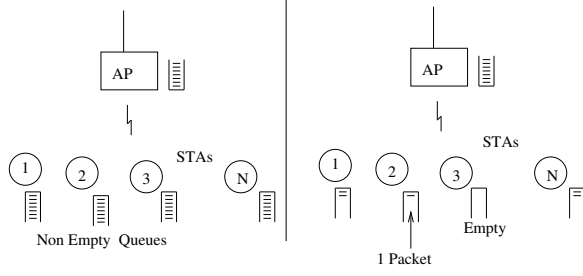 AP
STAs
1
2
3
N
Non Empty Queues
AP
STAs
1
2
3
N
Empty
1 Packet